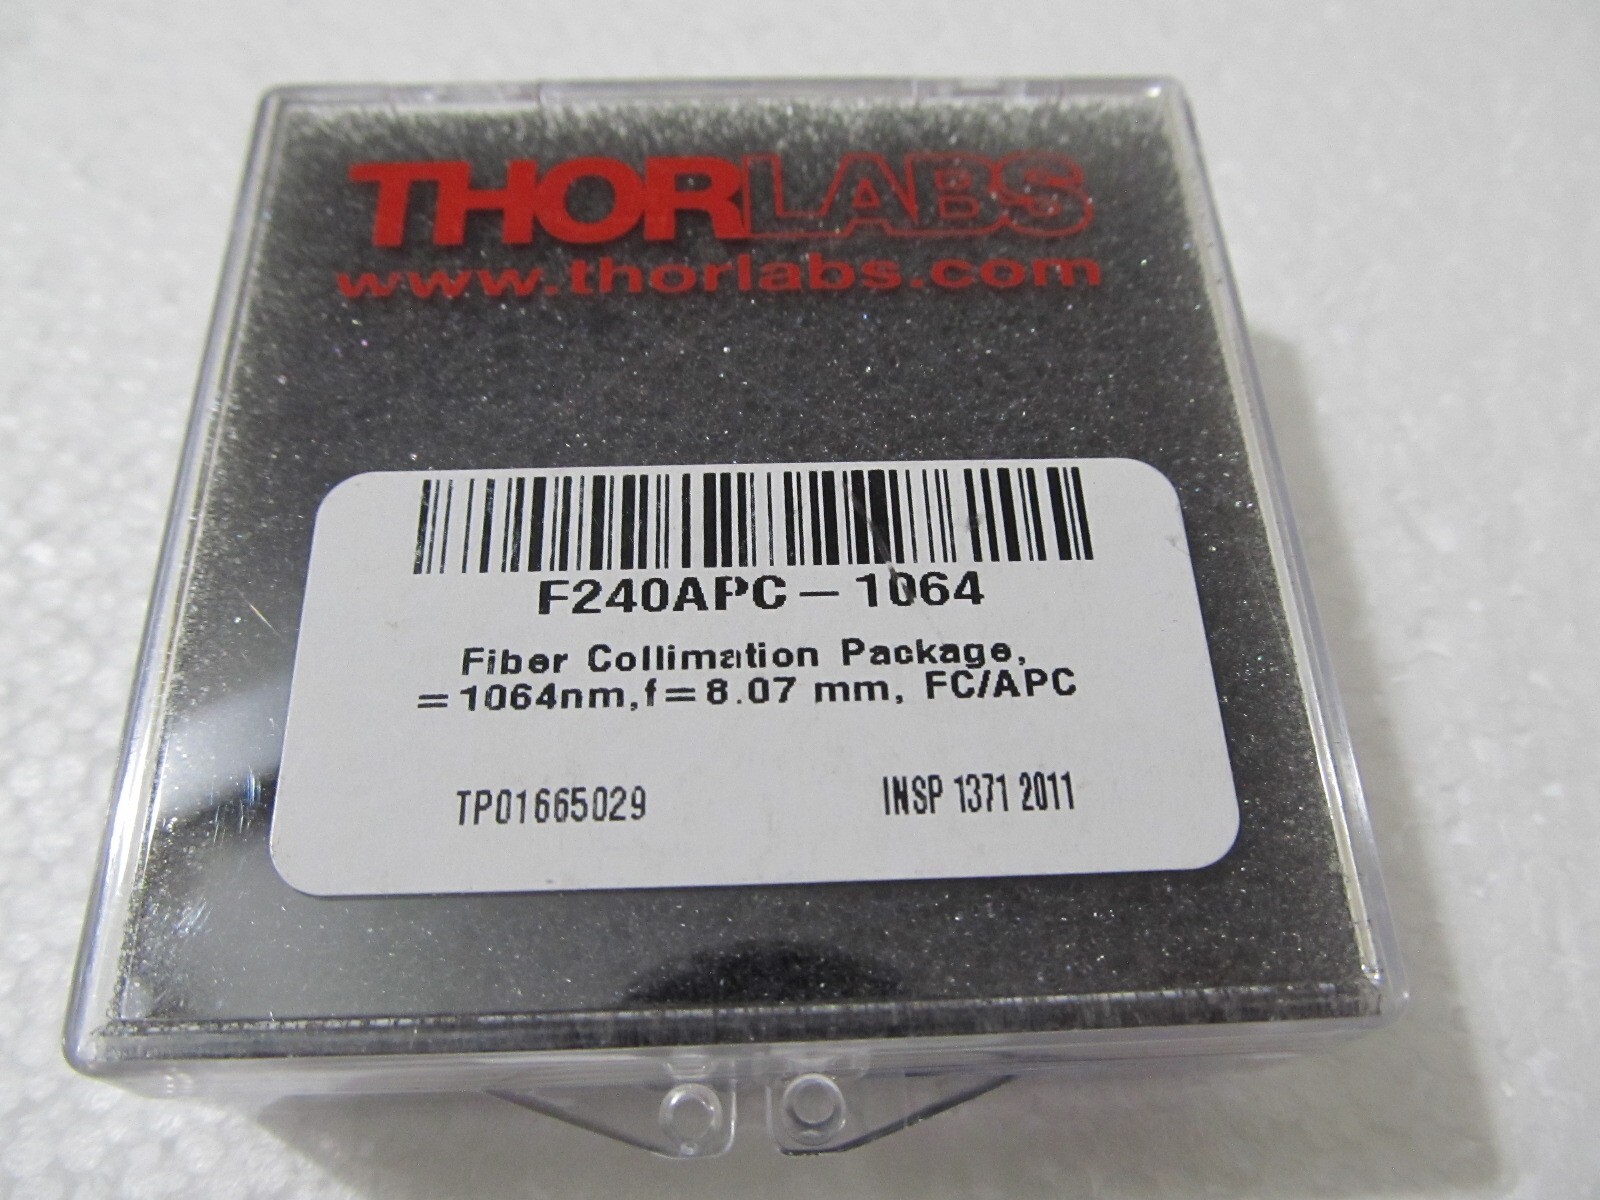 THORLABS
www.thorlabs.com
F240APC-1064
Fiber Collimation Package,
=1064nm,f=8.07 mm, FC/APC
TP01665029 INSP 1371 2011